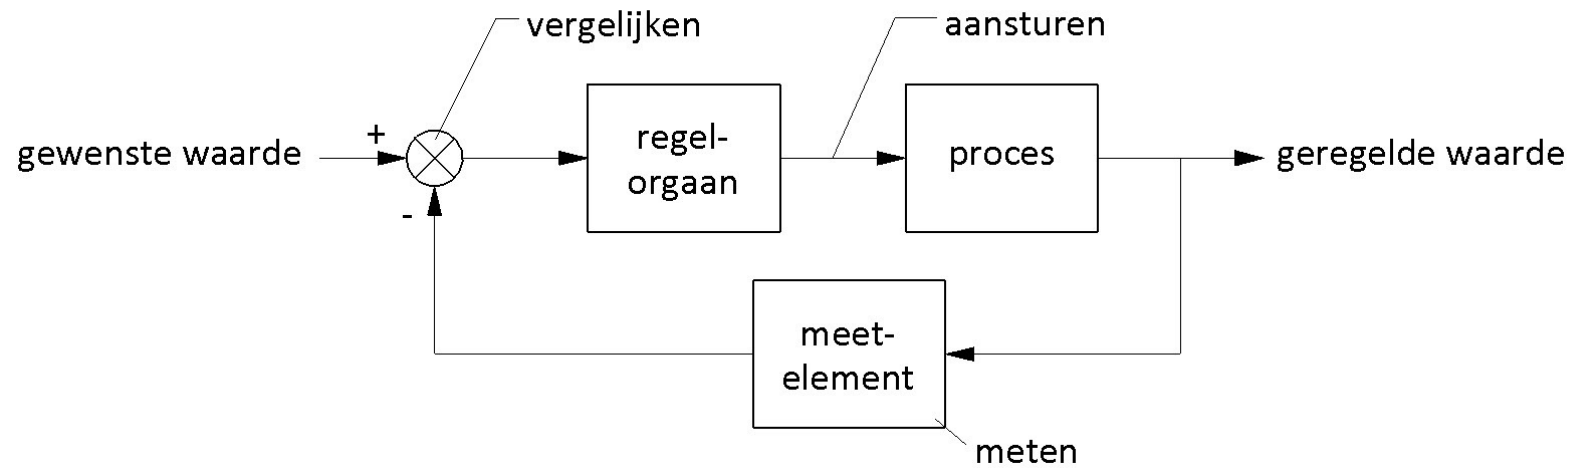 vergelijken
aansturen
gewenste waarde
+
-
regel-
orgaan
proces
geregelde waarde
meet-
element
meten